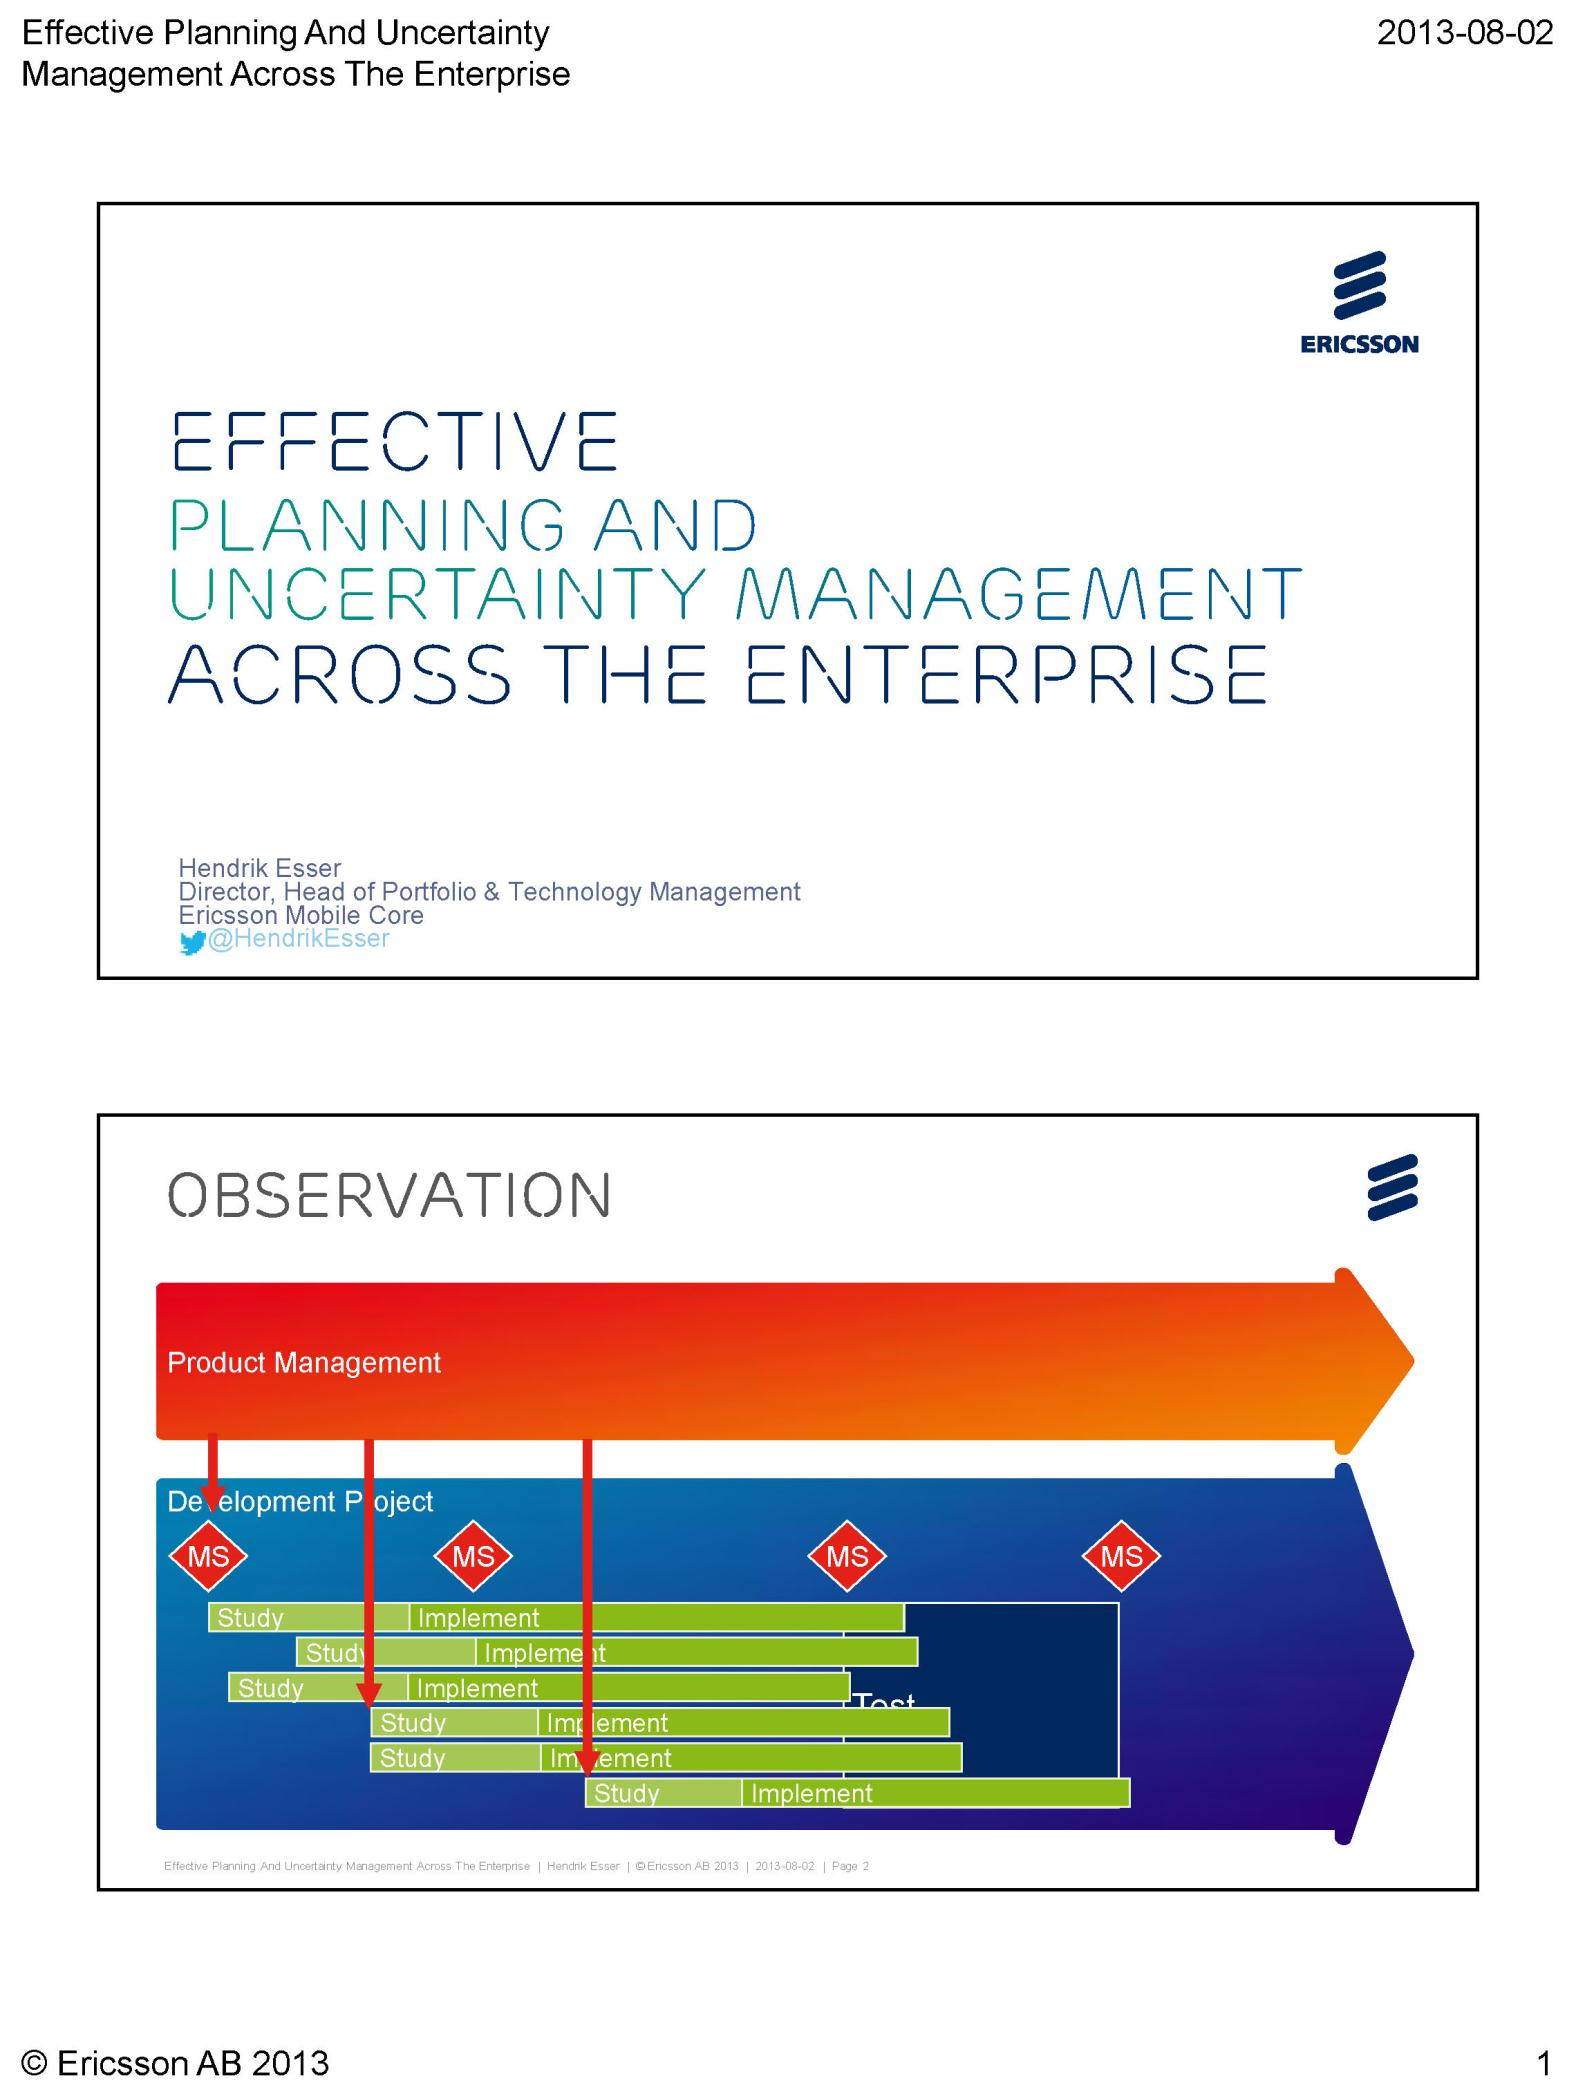 Effective Planning And Uncertainty
Management Across The Enterprise
2013-08-02
ERICSSON
EFFECTIVE
PLANNING AND
UNCERTAINTY MANAGEMENT
ACROSS THE ENTERPRISE
Hendrik Esser
Director, Head of Portfolio & Technology Management
Ericsson Mobile Core
@HendrikEsser
OBSERVATION
Product Management
Development Project
MS MS MS MS
Study Implement
Study Implement
Study Implement
Test
Study Implement
Study Implement
Study Implement
Effective Planning And Uncertainty Management Across The Enterprise | Hendrik Esser | © Ericsson AB 2013 | 2013-08-02 | Page 2
© Ericsson AB 2013
1